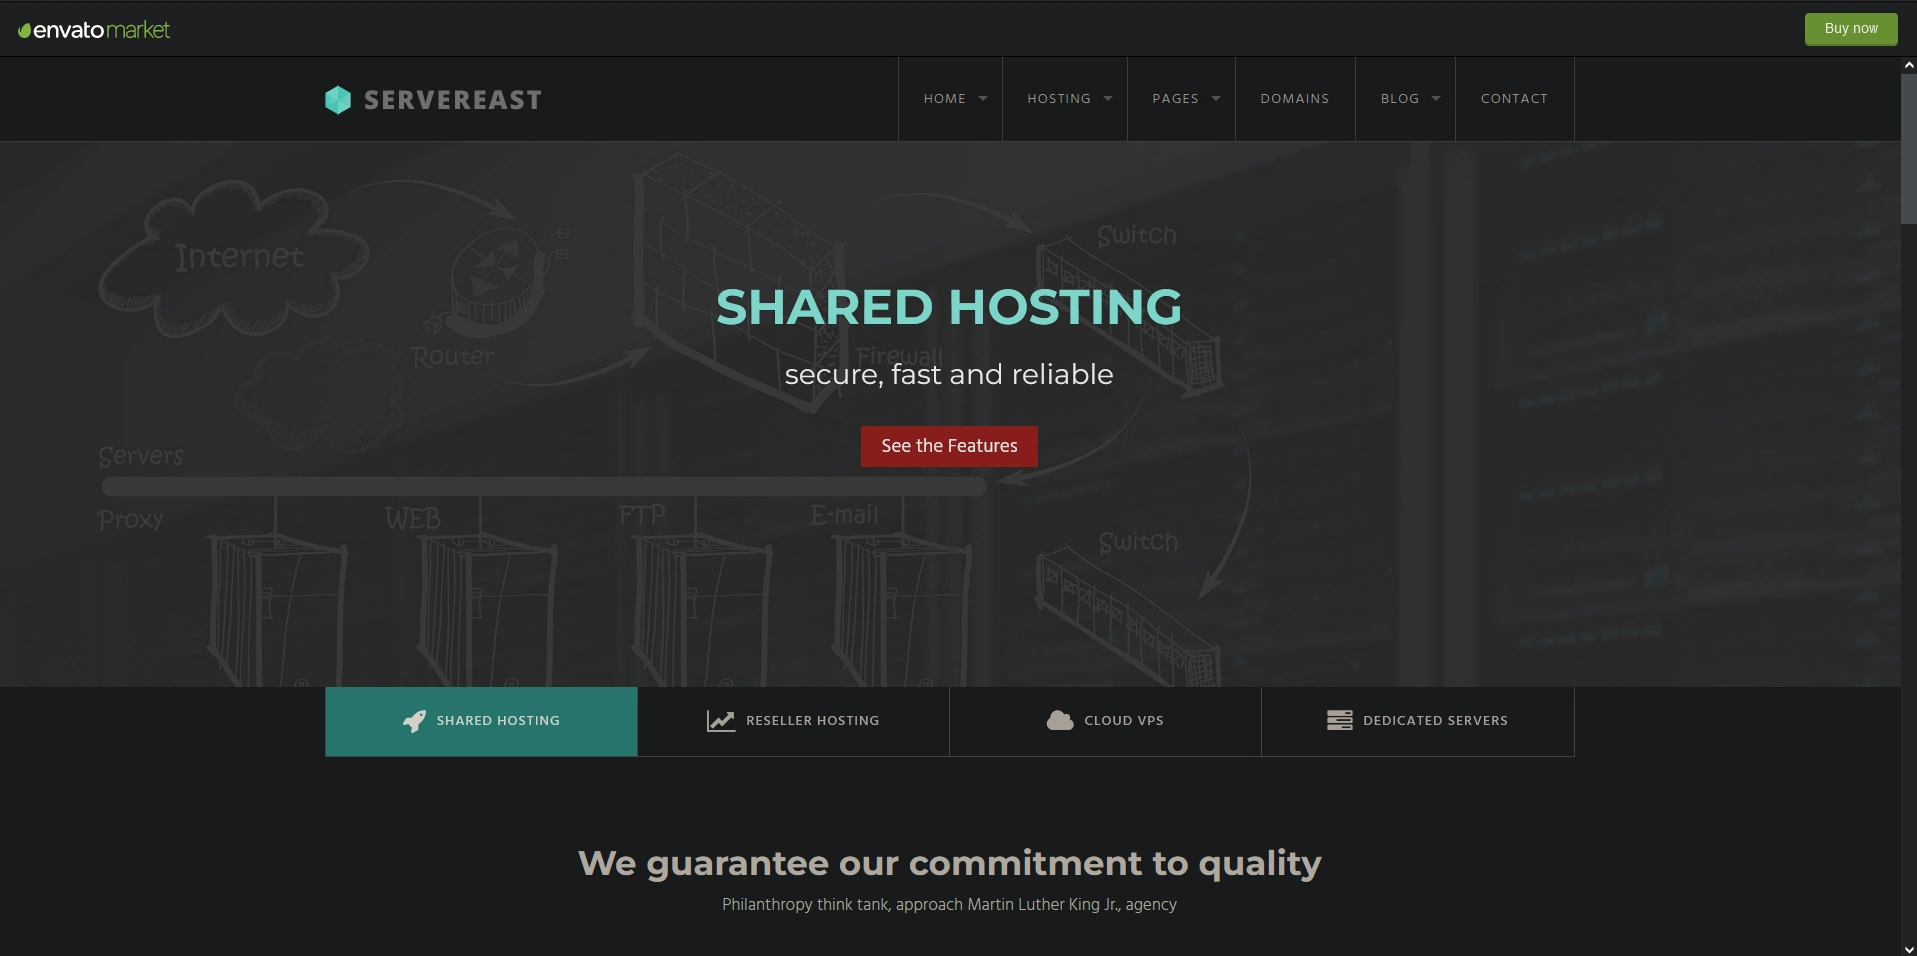 envatomarket
Buy now
SERVEREAST
HOME
HOSTING
PAGES
DOMAINS
BLOG
CONTACT
Internet
Switch
SHARED HOSTING
Router
Firewall
secure, fast and reliable
See the Features
Servers
Proxy
WEB
FTP
E-mail
Switch
SHARED HOSTING
RESELLER HOSTING
CLOUD VPS
DEDICATED SERVERS
We guarantee our commitment to quality
Philanthropy think tank, approach Martin Luther King Jr., agency